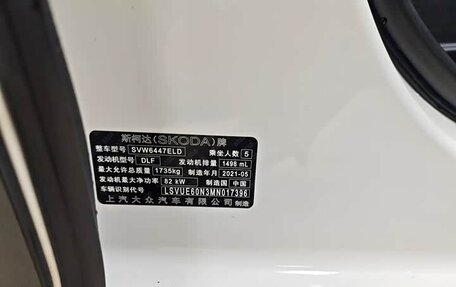 斯柯达(SKODA)牌
整车型号 SVW6447ELD 乘坐人数 5
发动机型号 DLF 发动机排量 1498 mL
最大允许总质量 1735kg 制造年月 2021-05
发动机最大净功率 82 kW 制造国 中国
车辆识别代号 LSVUE60N3MN017396
上汽大众汽车有限公司 制造